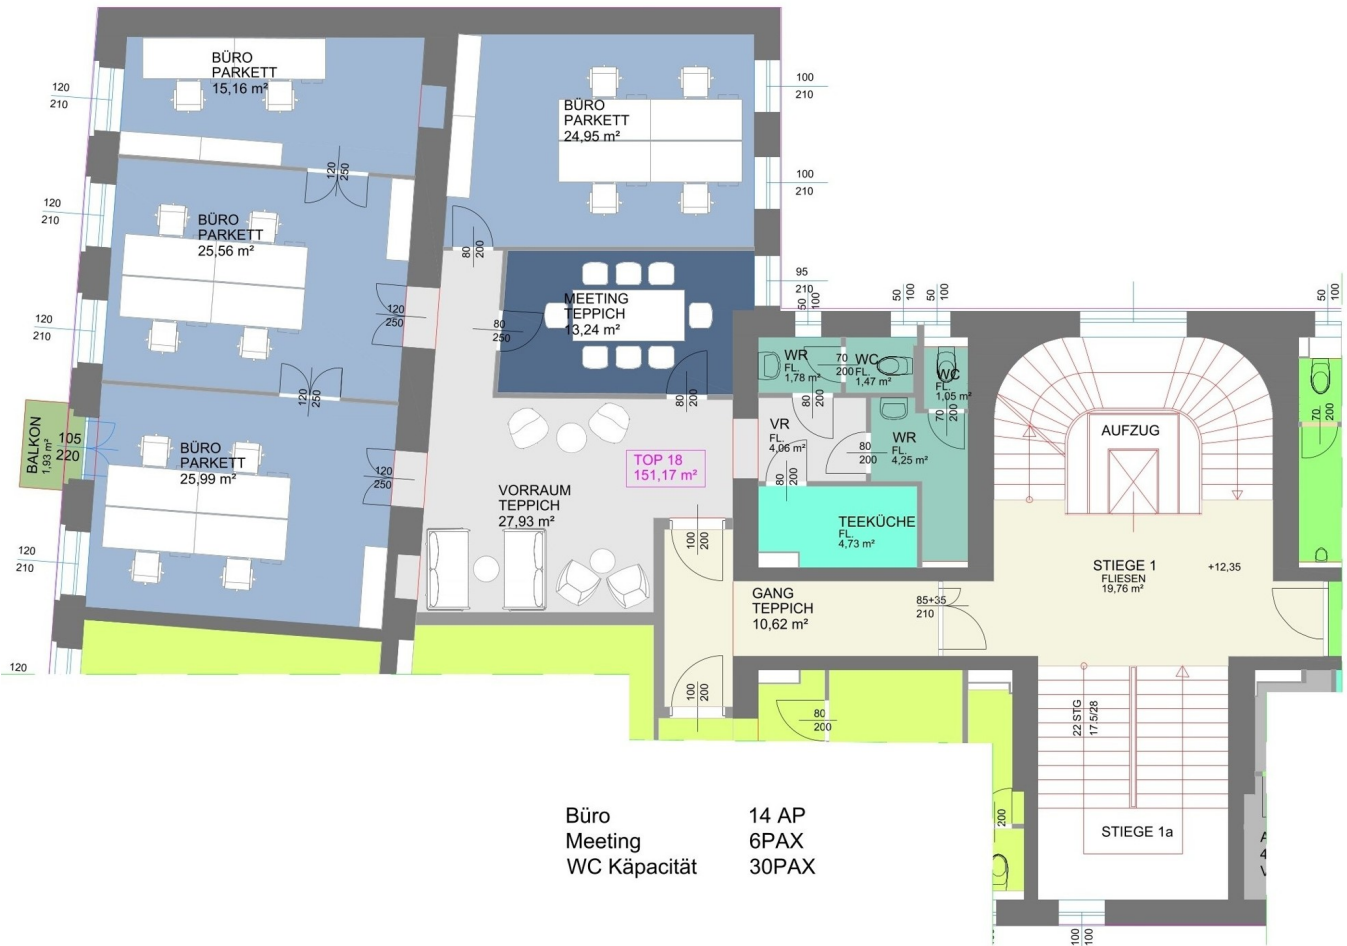 BÜRO
PARKETT
15,16 m²
120
210
120
250
BÜRO
PARKETT
24,95 m²
100
210
100
210
80
200
95
210
120
210
BÜRO
PARKETT
25,56 m²
120
250
120
210
120
250
MEETING
TEPPICH
13,24 m²
80
250
80
200
50
100
50
100
50
100
50
100
WR
FL.
1,78 m²
70
200
WC
FL.
1,47 m²
WC
FL.
1,05 m²
70
200
80
200
VR
FL.
4,06 m²
80
200
WR
FL.
4,25 m²
80
200
AUFZUG
70
200
BALKON
1,93 m²
105
220
BÜRO
PARKETT
25,99 m²
120
250
TOP 18
151,17 m²
VORRAUM
TEPPICH
27,93 m²
TEEKÜCHE
FL.
4,73 m²
120
210
100
200
STIEGE 1
FLIESEN
19,76 m²
+12,35
GANG
TEPPICH
10,62 m²
85+35
210
120
100
200
80
200
22 STG
17.5/28
STIEGE 1a
200
100
100
Büro 14 AP
Meeting 6PAX
WC Käpacität 30PAX